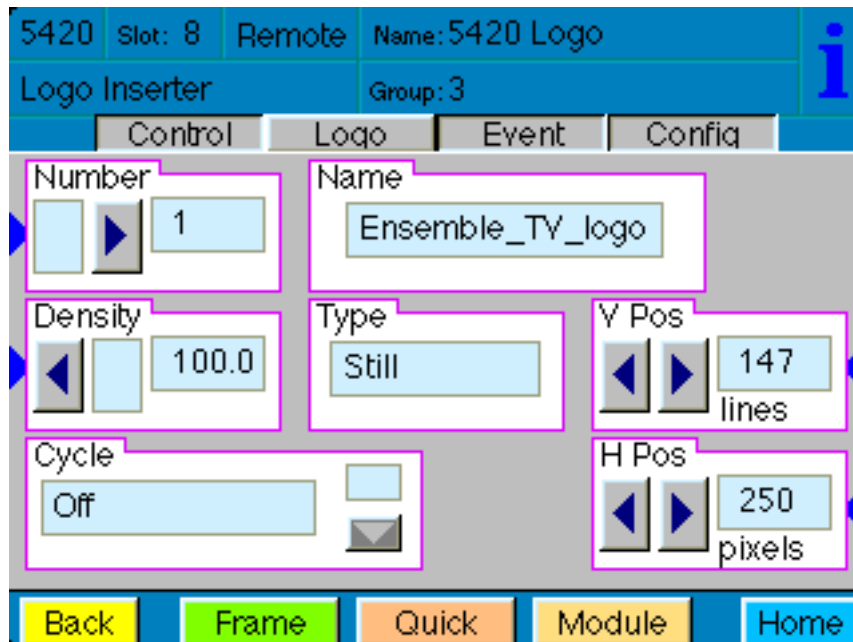 5420 Slot: 8 Remote Name: 5420 Logo
Logo Inserter Group: 3
i
Control Logo Event Config
Number
1
Name
Ensemble_TV_logo
Density
100.0
Type
Still
V Pos
147
lines
Cycle
Off
H Pos
250
pixels
Back Frame Quick Module Home